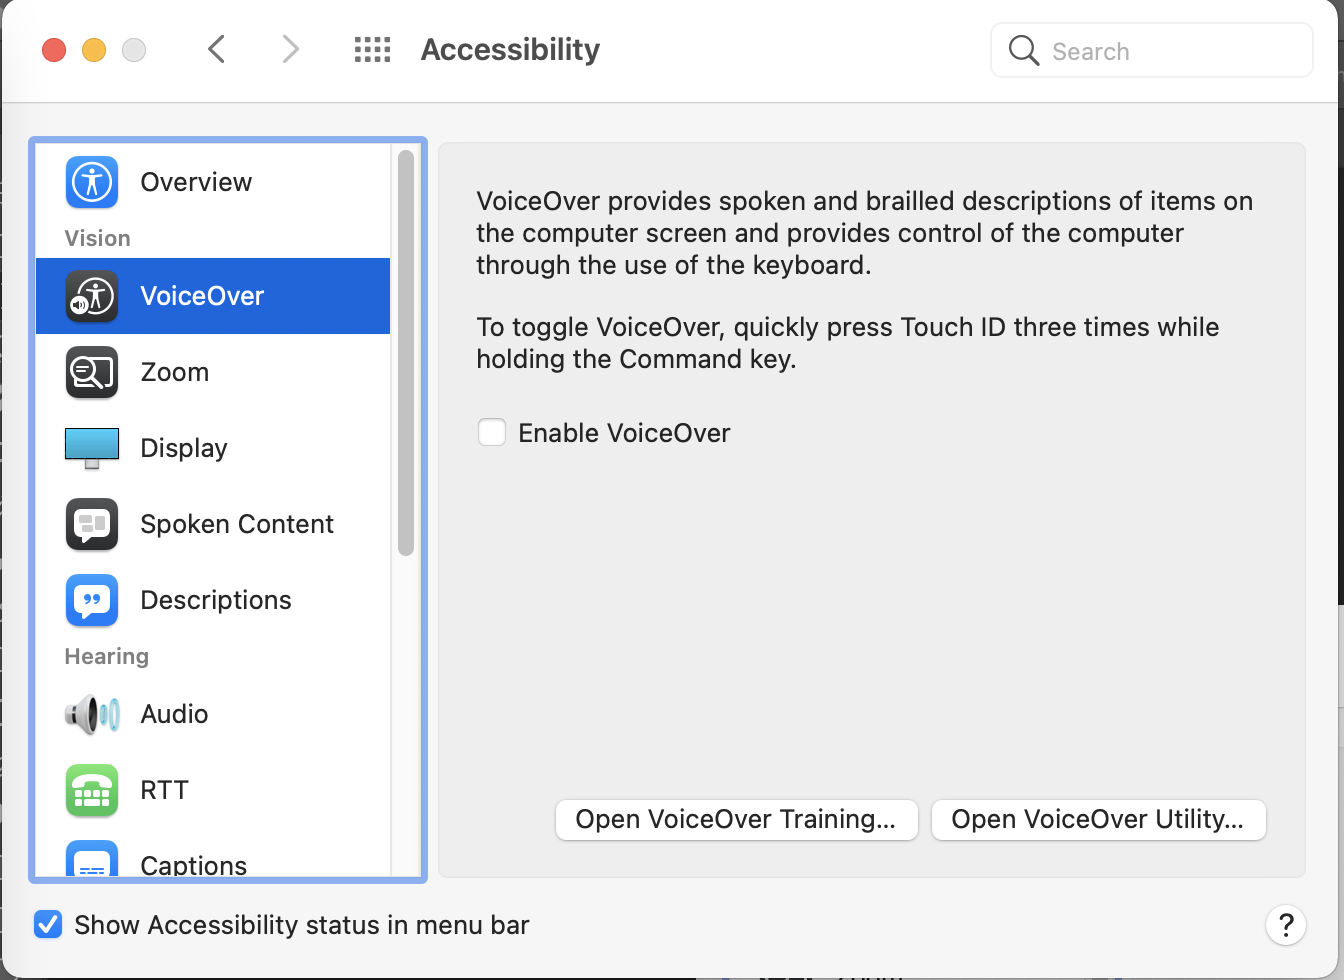 Accessibility
Search
Overview
Vision
VoiceOver
Zoom
Display
Spoken Content
Descriptions
Hearing
Audio
RTT
Captions
VoiceOver provides spoken and brailled descriptions of items on
the computer screen and provides control of the computer
through the use of the keyboard.
To toggle VoiceOver, quickly press Touch ID three times while
holding the Command key.
Enable VoiceOver
Open VoiceOver Training...
Open VoiceOver Utility...
Show Accessibility status in menu bar
?